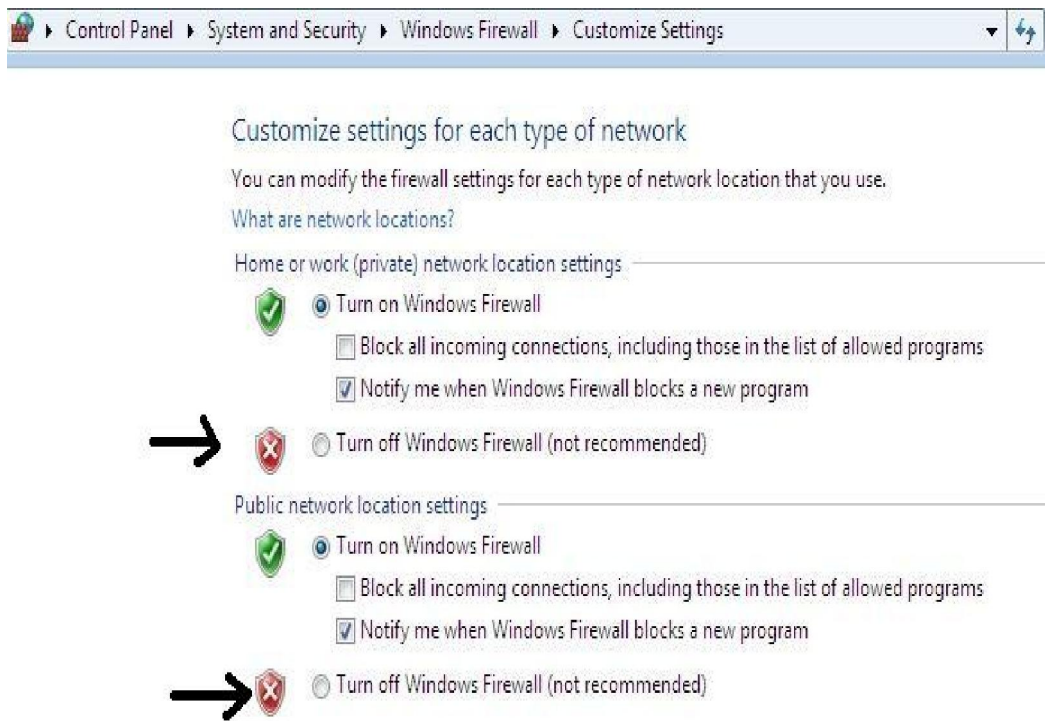 Control Panel ▸ System and Security ▸ Windows Firewall ▸ Customize Settings
Customize settings for each type of network
You can modify the firewall settings for each type of network location that you use.
What are network locations?
Home or work (private) network location settings
Turn on Windows Firewall
Block all incoming connections, including those in the list of allowed programs
Notify me when Windows Firewall blocks a new program
Turn off Windows Firewall (not recommended)
Public network location settings
Turn on Windows Firewall
Block all incoming connections, including those in the list of allowed programs
Notify me when Windows Firewall blocks a new program
Turn off Windows Firewall (not recommended)